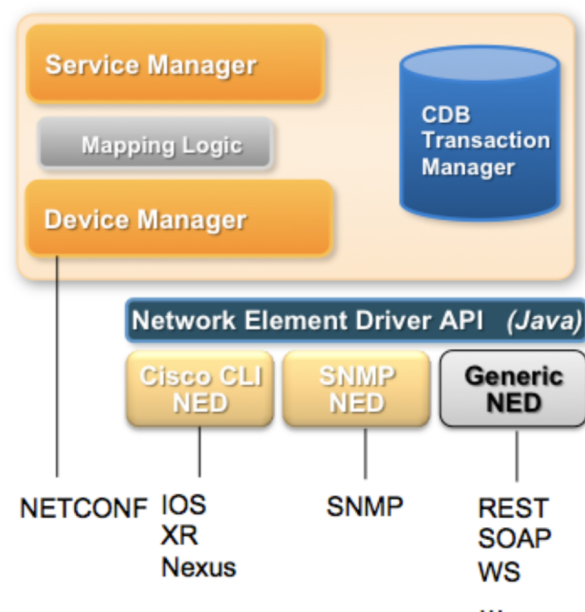 Service Manager
Mapping Logic
Device Manager
CDB
Transaction
Manager
Network Element Driver API (Java)
Cisco CLI
NED
SNMP
NED
Generic
NED
NETCONF
IOS
XR
Nexus
SNMP
REST
SOAP
WS
...